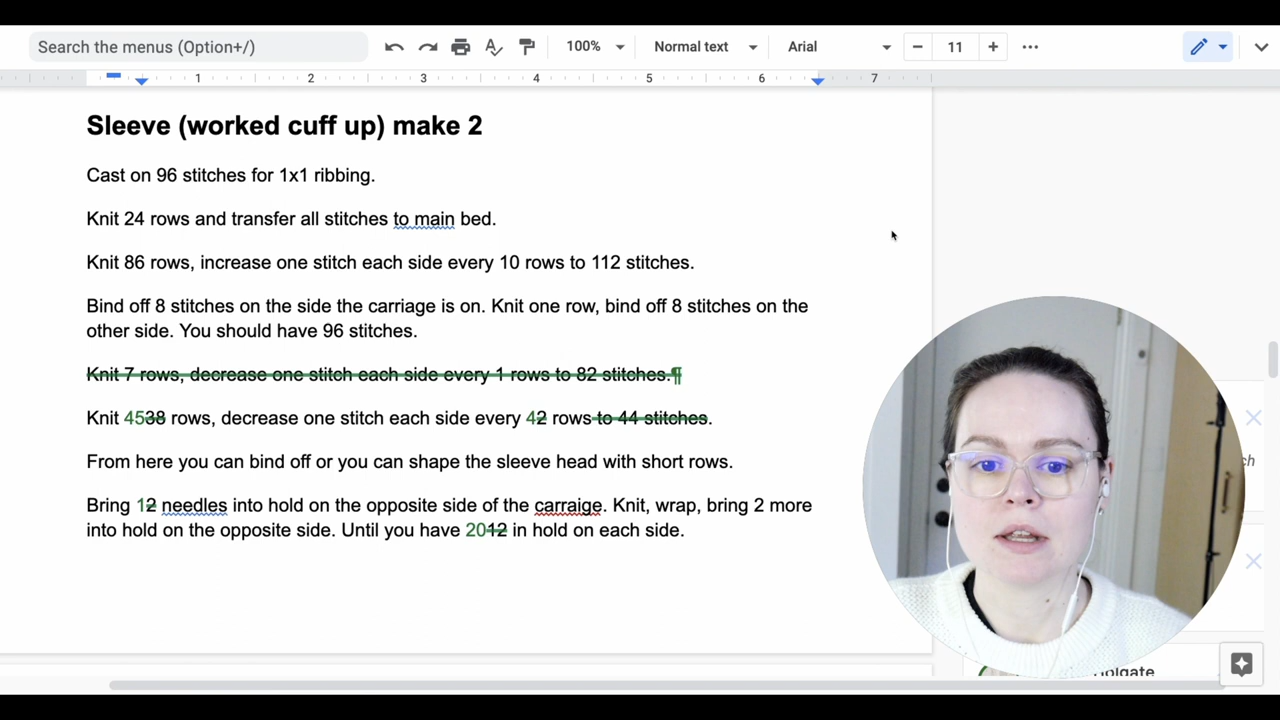 Search the menus (Option+/)
100%
Normal text
Arial
11
1 2 3 4 5 6 7
Sleeve (worked cuff up) make 2
Cast on 96 stitches for 1x1 ribbing.
Knit 24 rows and transfer all stitches to main bed.
Knit 86 rows, increase one stitch each side every 10 rows to 112 stitches.
Bind off 8 stitches on the side the carriage is on. Knit one row, bind off 8 stitches on the
other side. You should have 96 stitches.
Knit 7 rows, decrease one stitch each side every 1 rows to 82 stitches.¶
Knit 4538 rows, decrease one stitch each side every 42 rows to 44 stitches.
From here you can bind off or you can shape the sleeve head with short rows.
Bring 12 needles into hold on the opposite side of the carraige. Knit, wrap, bring 2 more
into hold on the opposite side. Until you have 2012 in hold on each side.